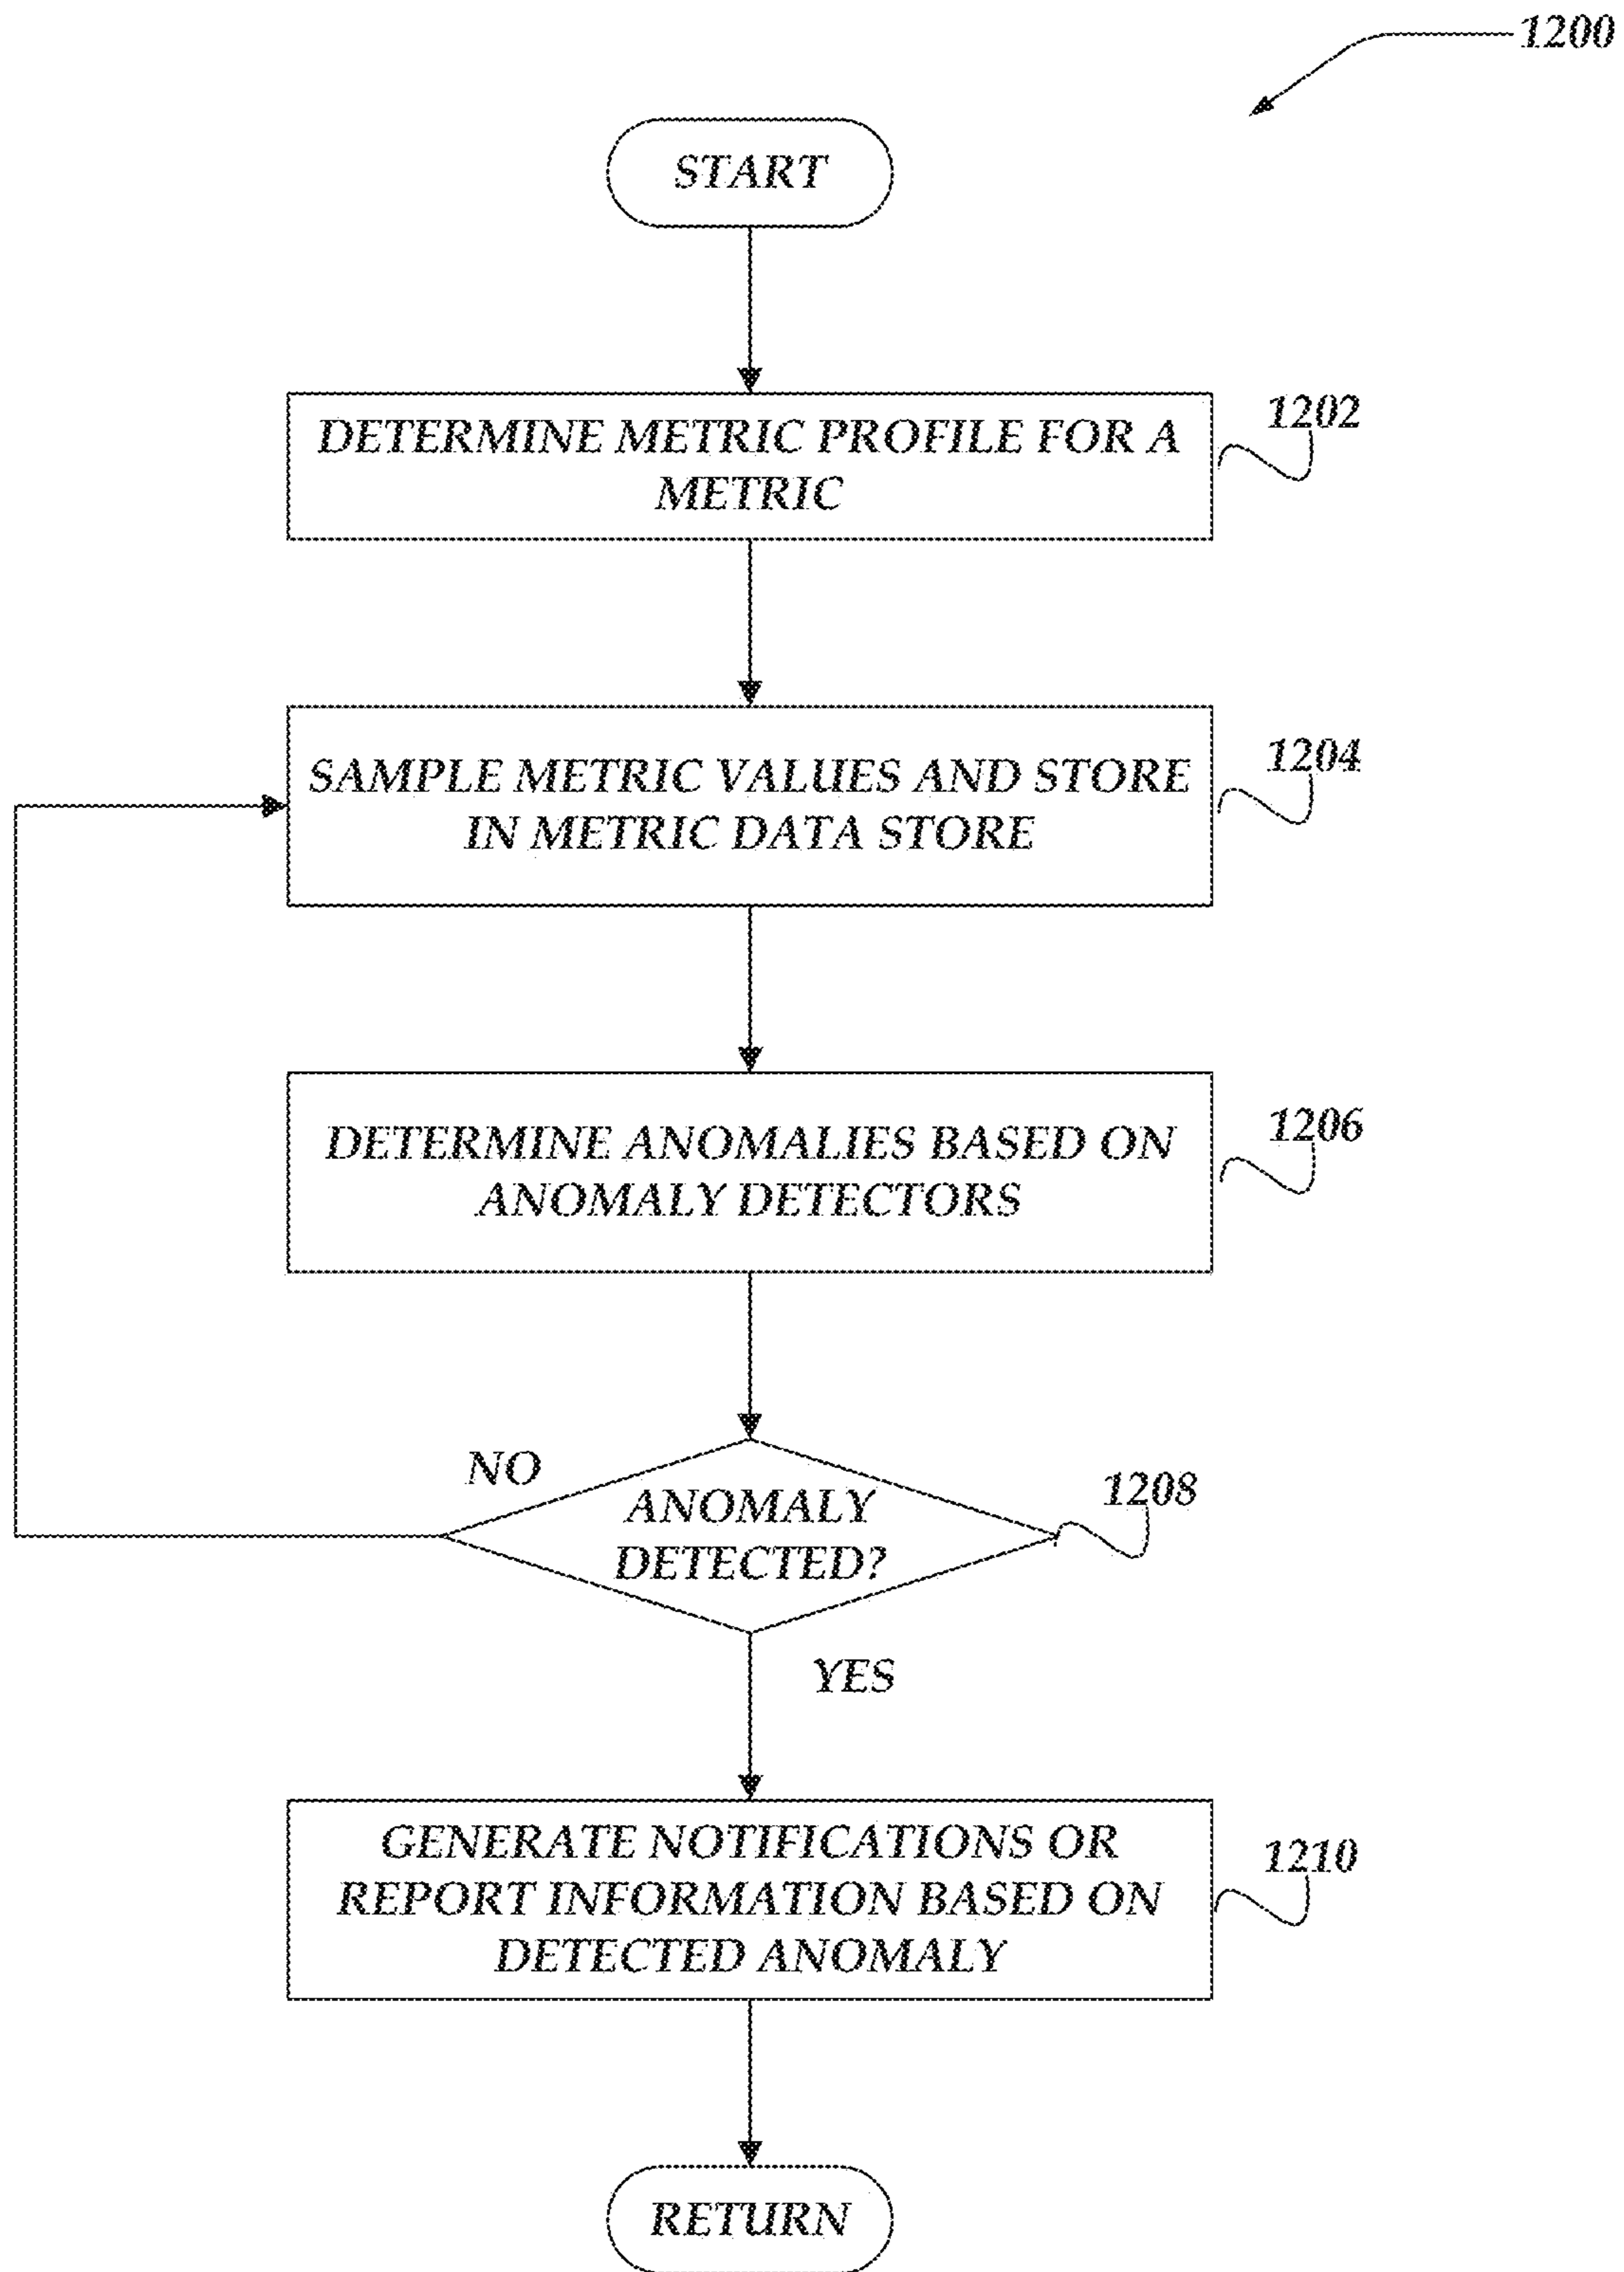 1200
START
DETERMINE METRIC PROFILE FOR A
METRIC
1202
SAMPLE METRIC VALUES AND STORE
IN METRIC DATA STORE
1204
DETERMINE ANOMALIES BASED ON
ANOMALY DETECTORS
1206
NO
ANOMALY
DETECTED?
1208
YES
GENERATE NOTIFICATIONS OR
REPORT INFORMATION BASED ON
DETECTED ANOMALY
1210
RETURN